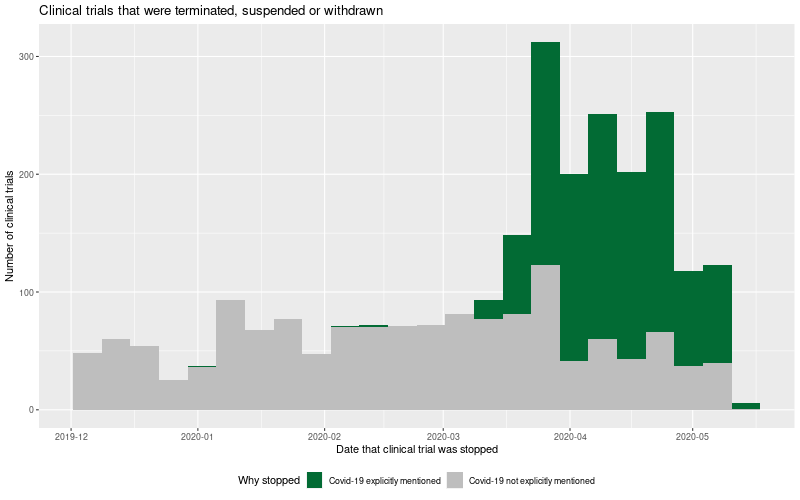 Clinical trials that were terminated, suspended or withdrawn
Number of clinical trials
300
200
100
0
2019-12 2020-01 2020-02 2020-03 2020-04 2020-05
Date that clinical trial was stopped
Why stopped Covid-19 explicitly mentioned Covid-19 not explicitly mentioned